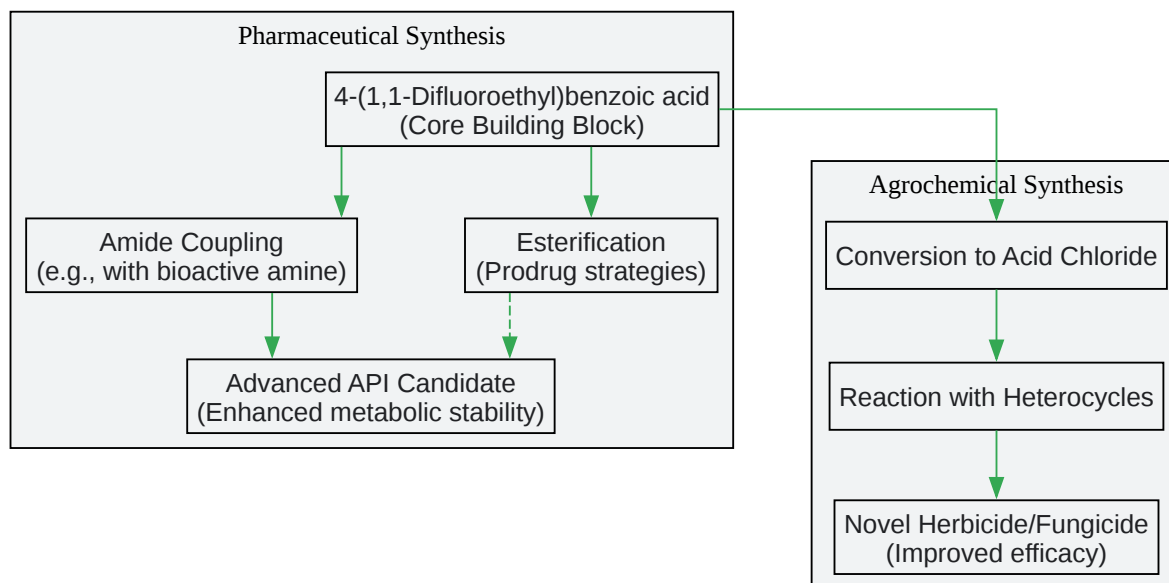 Pharmaceutical Synthesis
4-(1,1-Difluoroethyl)benzoic acid
(Core Building Block)
Amide Coupling
(e.g., with bioactive amine)
Esterification
(Prodrug strategies)
Advanced API Candidate
(Enhanced metabolic stability)
Agrochemical Synthesis
Conversion to Acid Chloride
Reaction with Heterocycles
Novel Herbicide/Fungicide
(Improved efficacy)